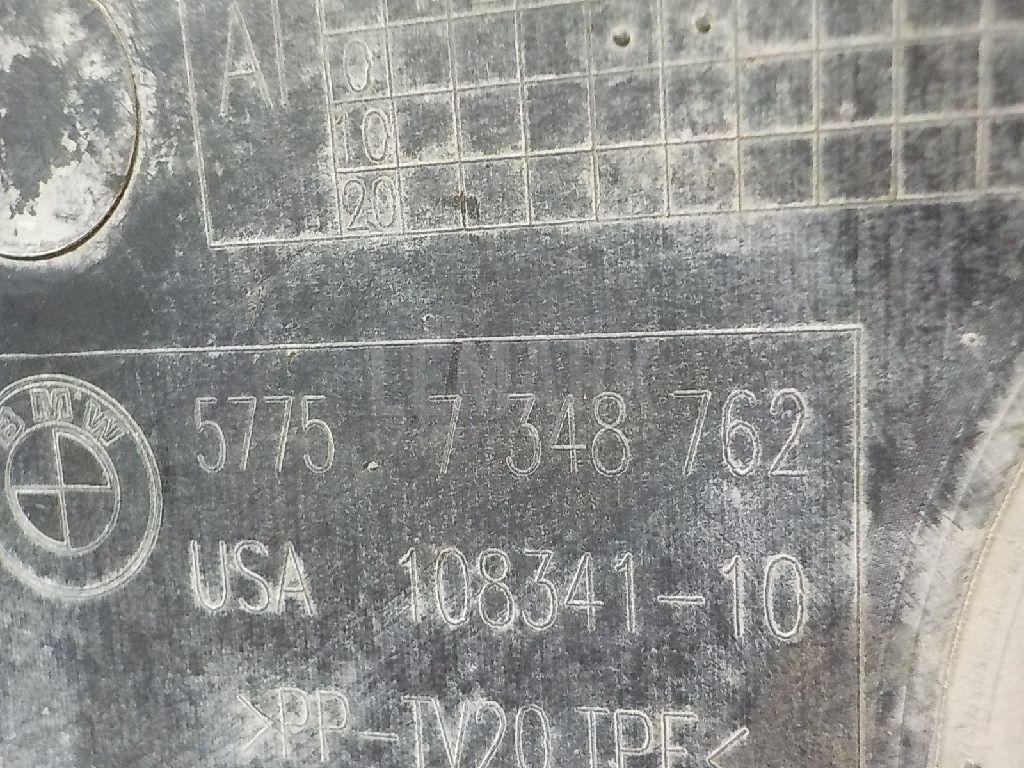 AI
0
10
20
BMW
5775 . 7 348 762
USA 108341-10
>PP-TV20 TPE<